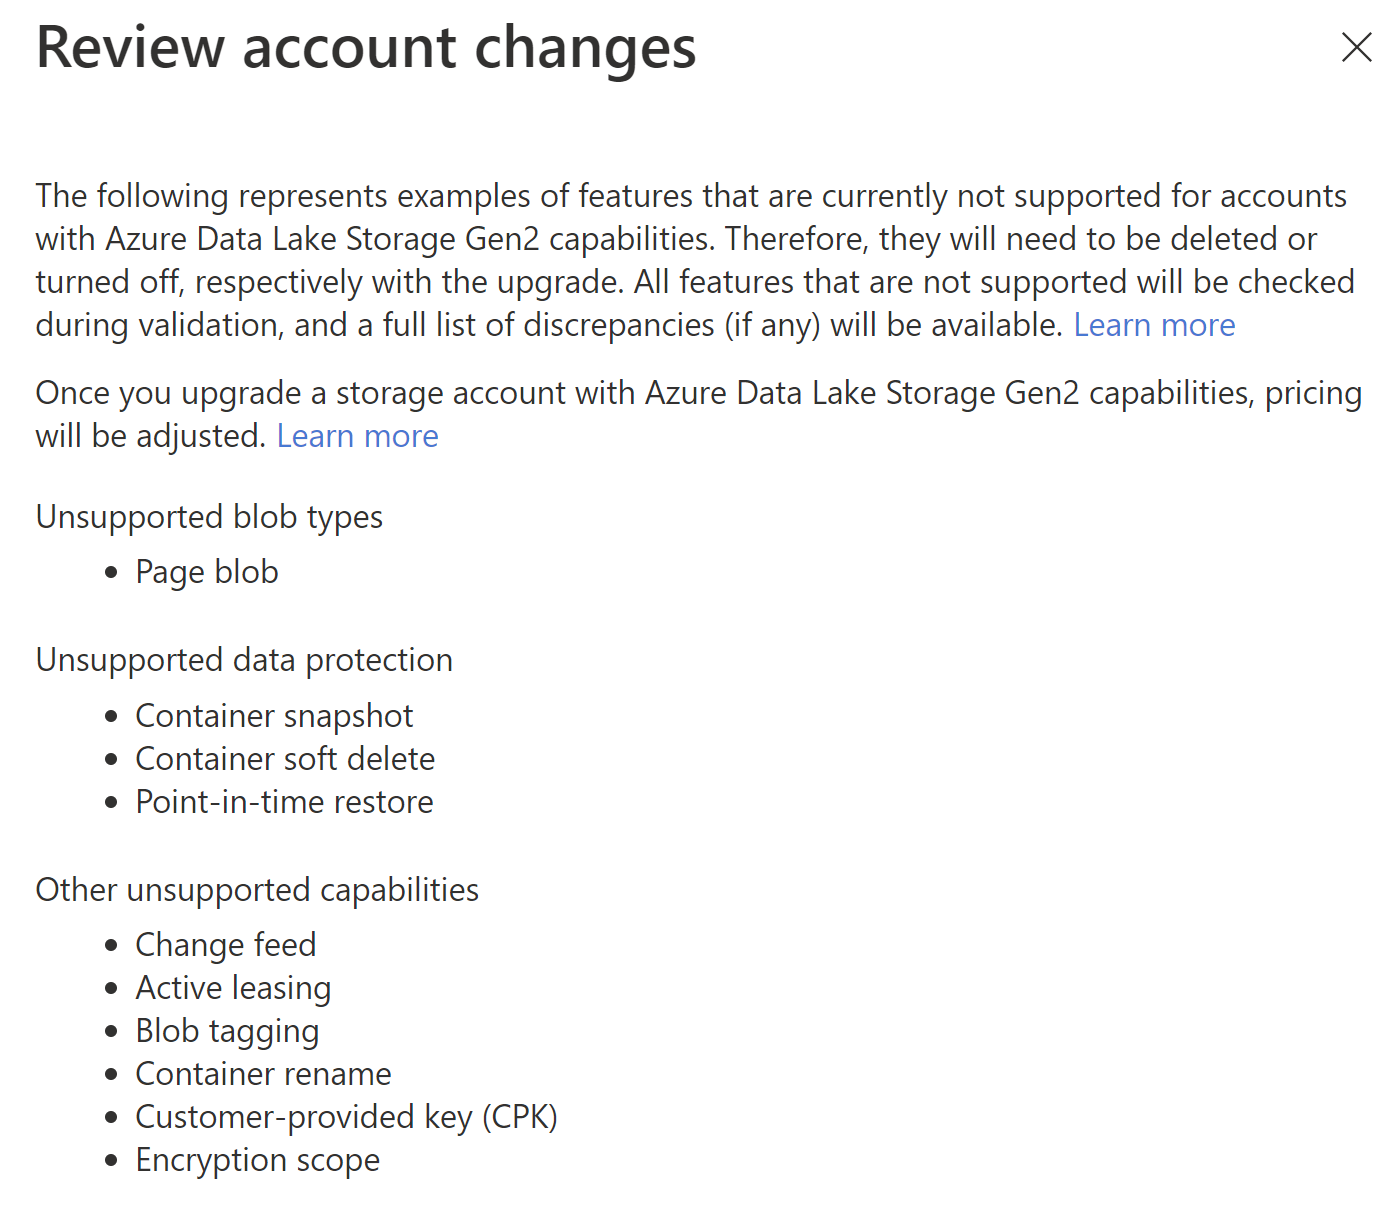 Review account changes
The following represents examples of features that are currently not supported for accounts
with Azure Data Lake Storage Gen2 capabilities. Therefore, they will need to be deleted or
turned off, respectively with the upgrade. All features that are not supported will be checked
during validation, and a full list of discrepancies (if any) will be available. Learn more
Once you upgrade a storage account with Azure Data Lake Storage Gen2 capabilities, pricing
will be adjusted. Learn more
Unsupported blob types
• Page blob
Unsupported data protection
• Container snapshot
• Container soft delete
• Point-in-time restore
Other unsupported capabilities
• Change feed
• Active leasing
• Blob tagging
• Container rename
• Customer-provided key (CPK)
• Encryption scope